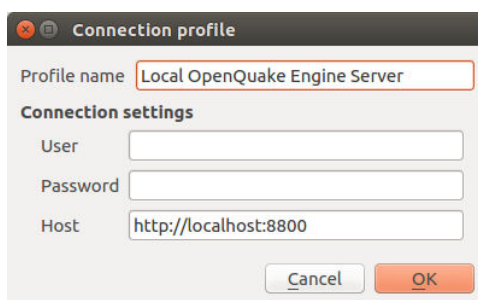 Connection profile
Profile name Local OpenQuake Engine Server
Connection settings
User
Password
Host http://localhost:8800
Cancel OK